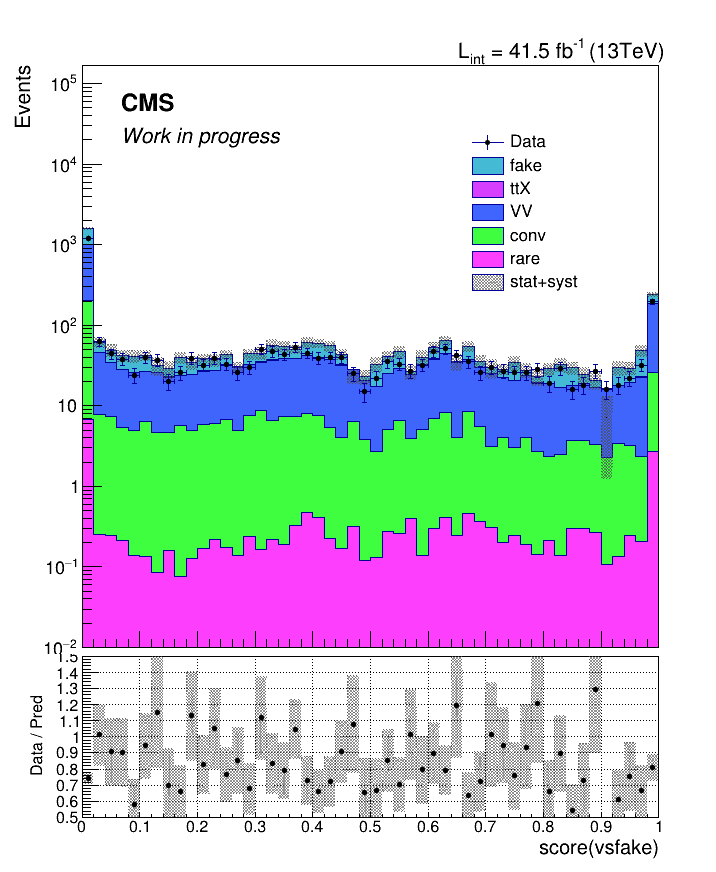 L_int = 41.5 fb^-1 (13TeV)
Events
10^5
CMS
Work in progress
Data
10^4
fake
ttX
VV
10^3
conv
rare
stat+syst
10^2
10
1
10^−1
10^−2
Data / Pred
1.5
1.4
1.3
1.2
1.1
1
0.9
0.8
0.7
0.6
0.5
0 0.1 0.2 0.3 0.4 0.5 0.6 0.7 0.8 0.9 1
score(vsfake)